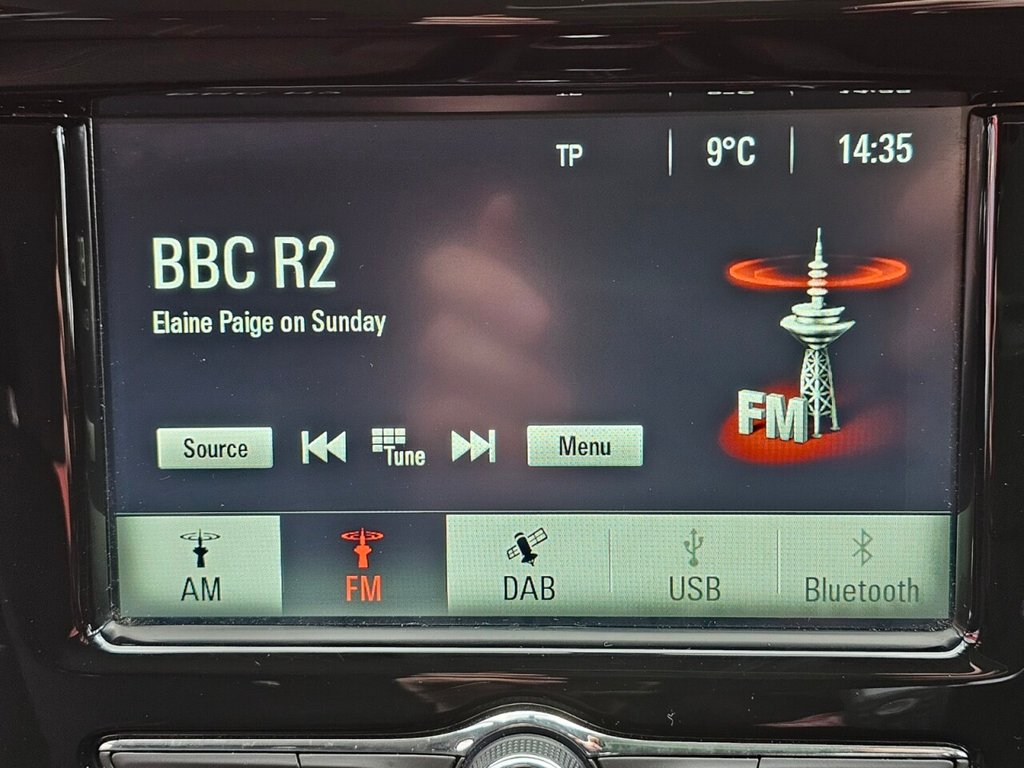 TP 9°C 14:35
BBC R2
Elaine Paige on Sunday
FM
Source Tune Menu
AM FM DAB USB Bluetooth